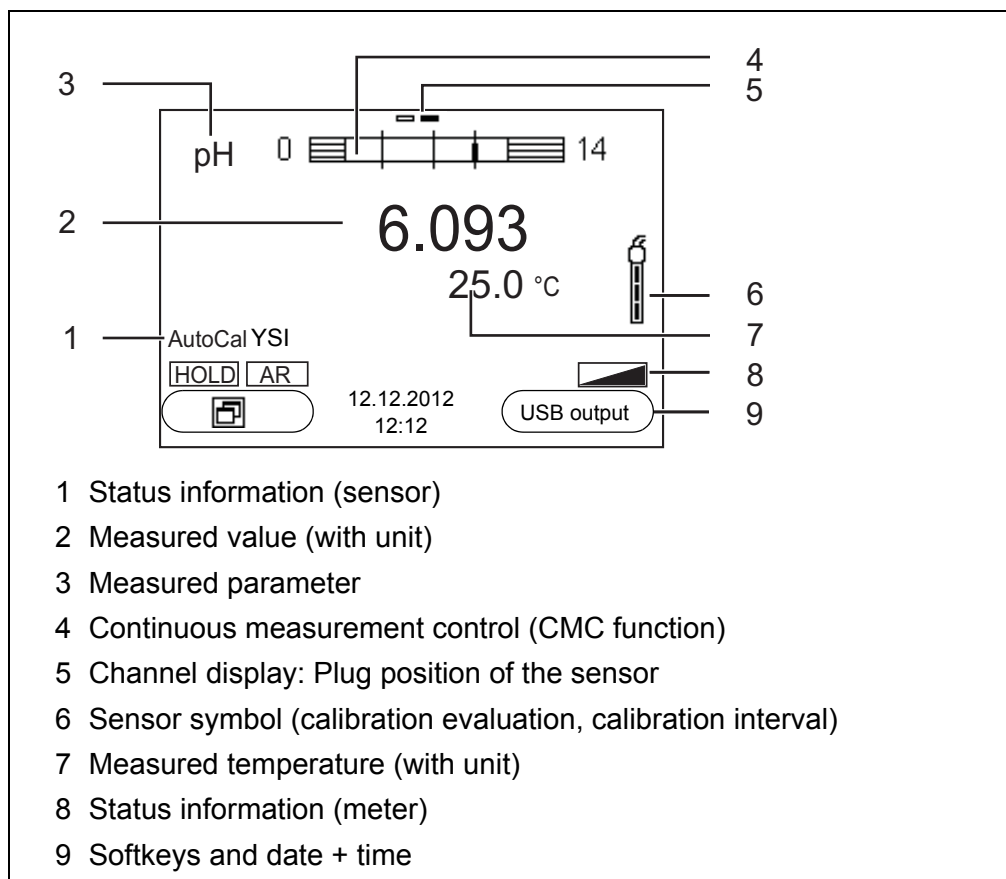 4
3
5
pH 0 14
2 6.093
25.0 °C
6
7
1 AutoCal YSI
HOLD AR
8
12.12.2012
12:12
USB output 9
1 Status information (sensor)
2 Measured value (with unit)
3 Measured parameter
4 Continuous measurement control (CMC function)
5 Channel display: Plug position of the sensor
6 Sensor symbol (calibration evaluation, calibration interval)
7 Measured temperature (with unit)
8 Status information (meter)
9 Softkeys and date + time